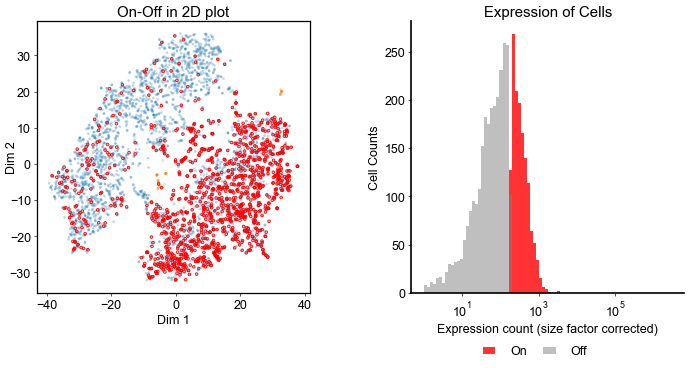 On-Off in 2D plot
Dim 2
30
20
10
0
−10
−20
−30
−40
−20
0
20
40
Dim 1
Expression of Cells
Cell Counts
250
200
150
100
50
0
10^1
10^3
10^5
Expression count (size factor corrected)
On
Off